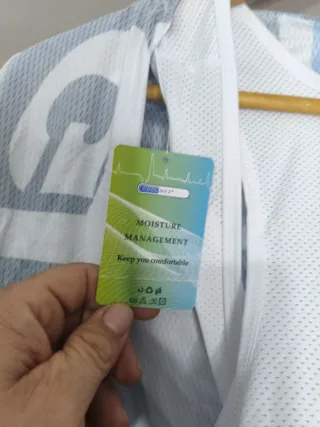 MOISTURE
MANAGEMENT
Keep you comfortable